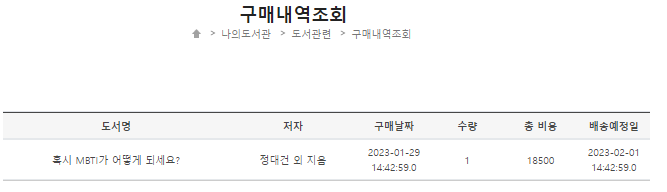 구매내역조회
> 나의도서관 > 도서관련 > 구매내역조회
도서명 저자 구매날짜 수량 총 비용 배송예정일
혹시 MBTI가 어떻게 되세요? 정대건 외 지음 2023-01-29 14:42:59.0 1 18500 2023-02-01 14:42:59.0